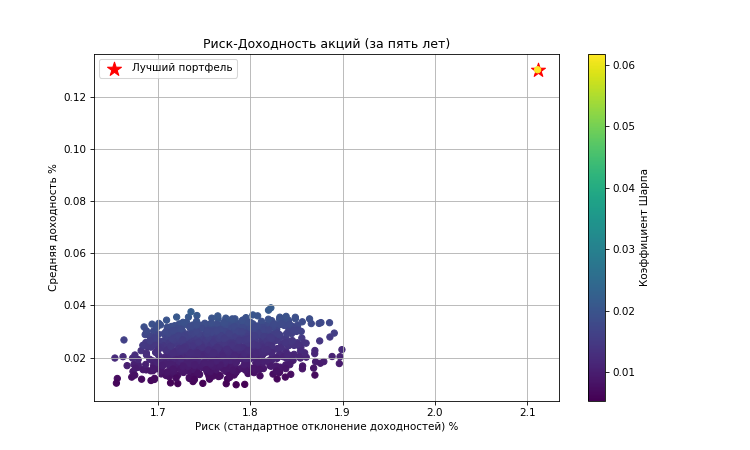 Риск-Доходность акций (за пять лет)
Лучший портфель
Средняя доходность %
0.12
0.10
0.08
0.06
0.04
0.02
1.7 1.8 1.9 2.0 2.1
Риск (стандартное отклонение доходностей) %
0.06
0.05
0.04
0.03
0.02
0.01
Коэффициент Шарпа